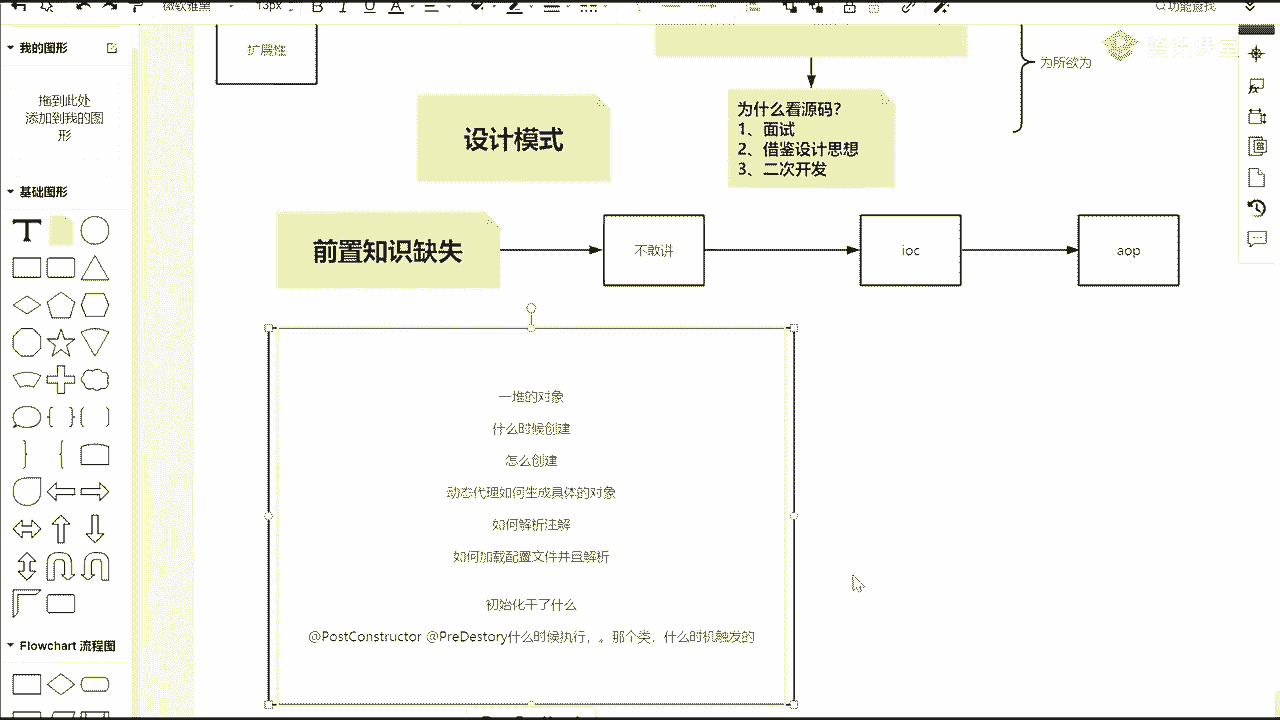 微软雅黑
13px
B
I
U
A
功能查找
我的图形
拖到此处
添加到我的图
形
基础图形
T
Flowchart 流程图
扩展性
为所欲为
腾讯课堂
设计模式
为什么看源码?
1、面试
2、借鉴设计思想
3、二次开发
前置知识缺失
不敢讲
ioc
aop
一堆的对象
什么时候创建
怎么创建
动态代理如何生成具体的对象
如何解析注解
如何加载配置文件并且解析
初始化干了什么
@PostConstructor @PreDestory什么时候执行，。那个类，什么时机触发的